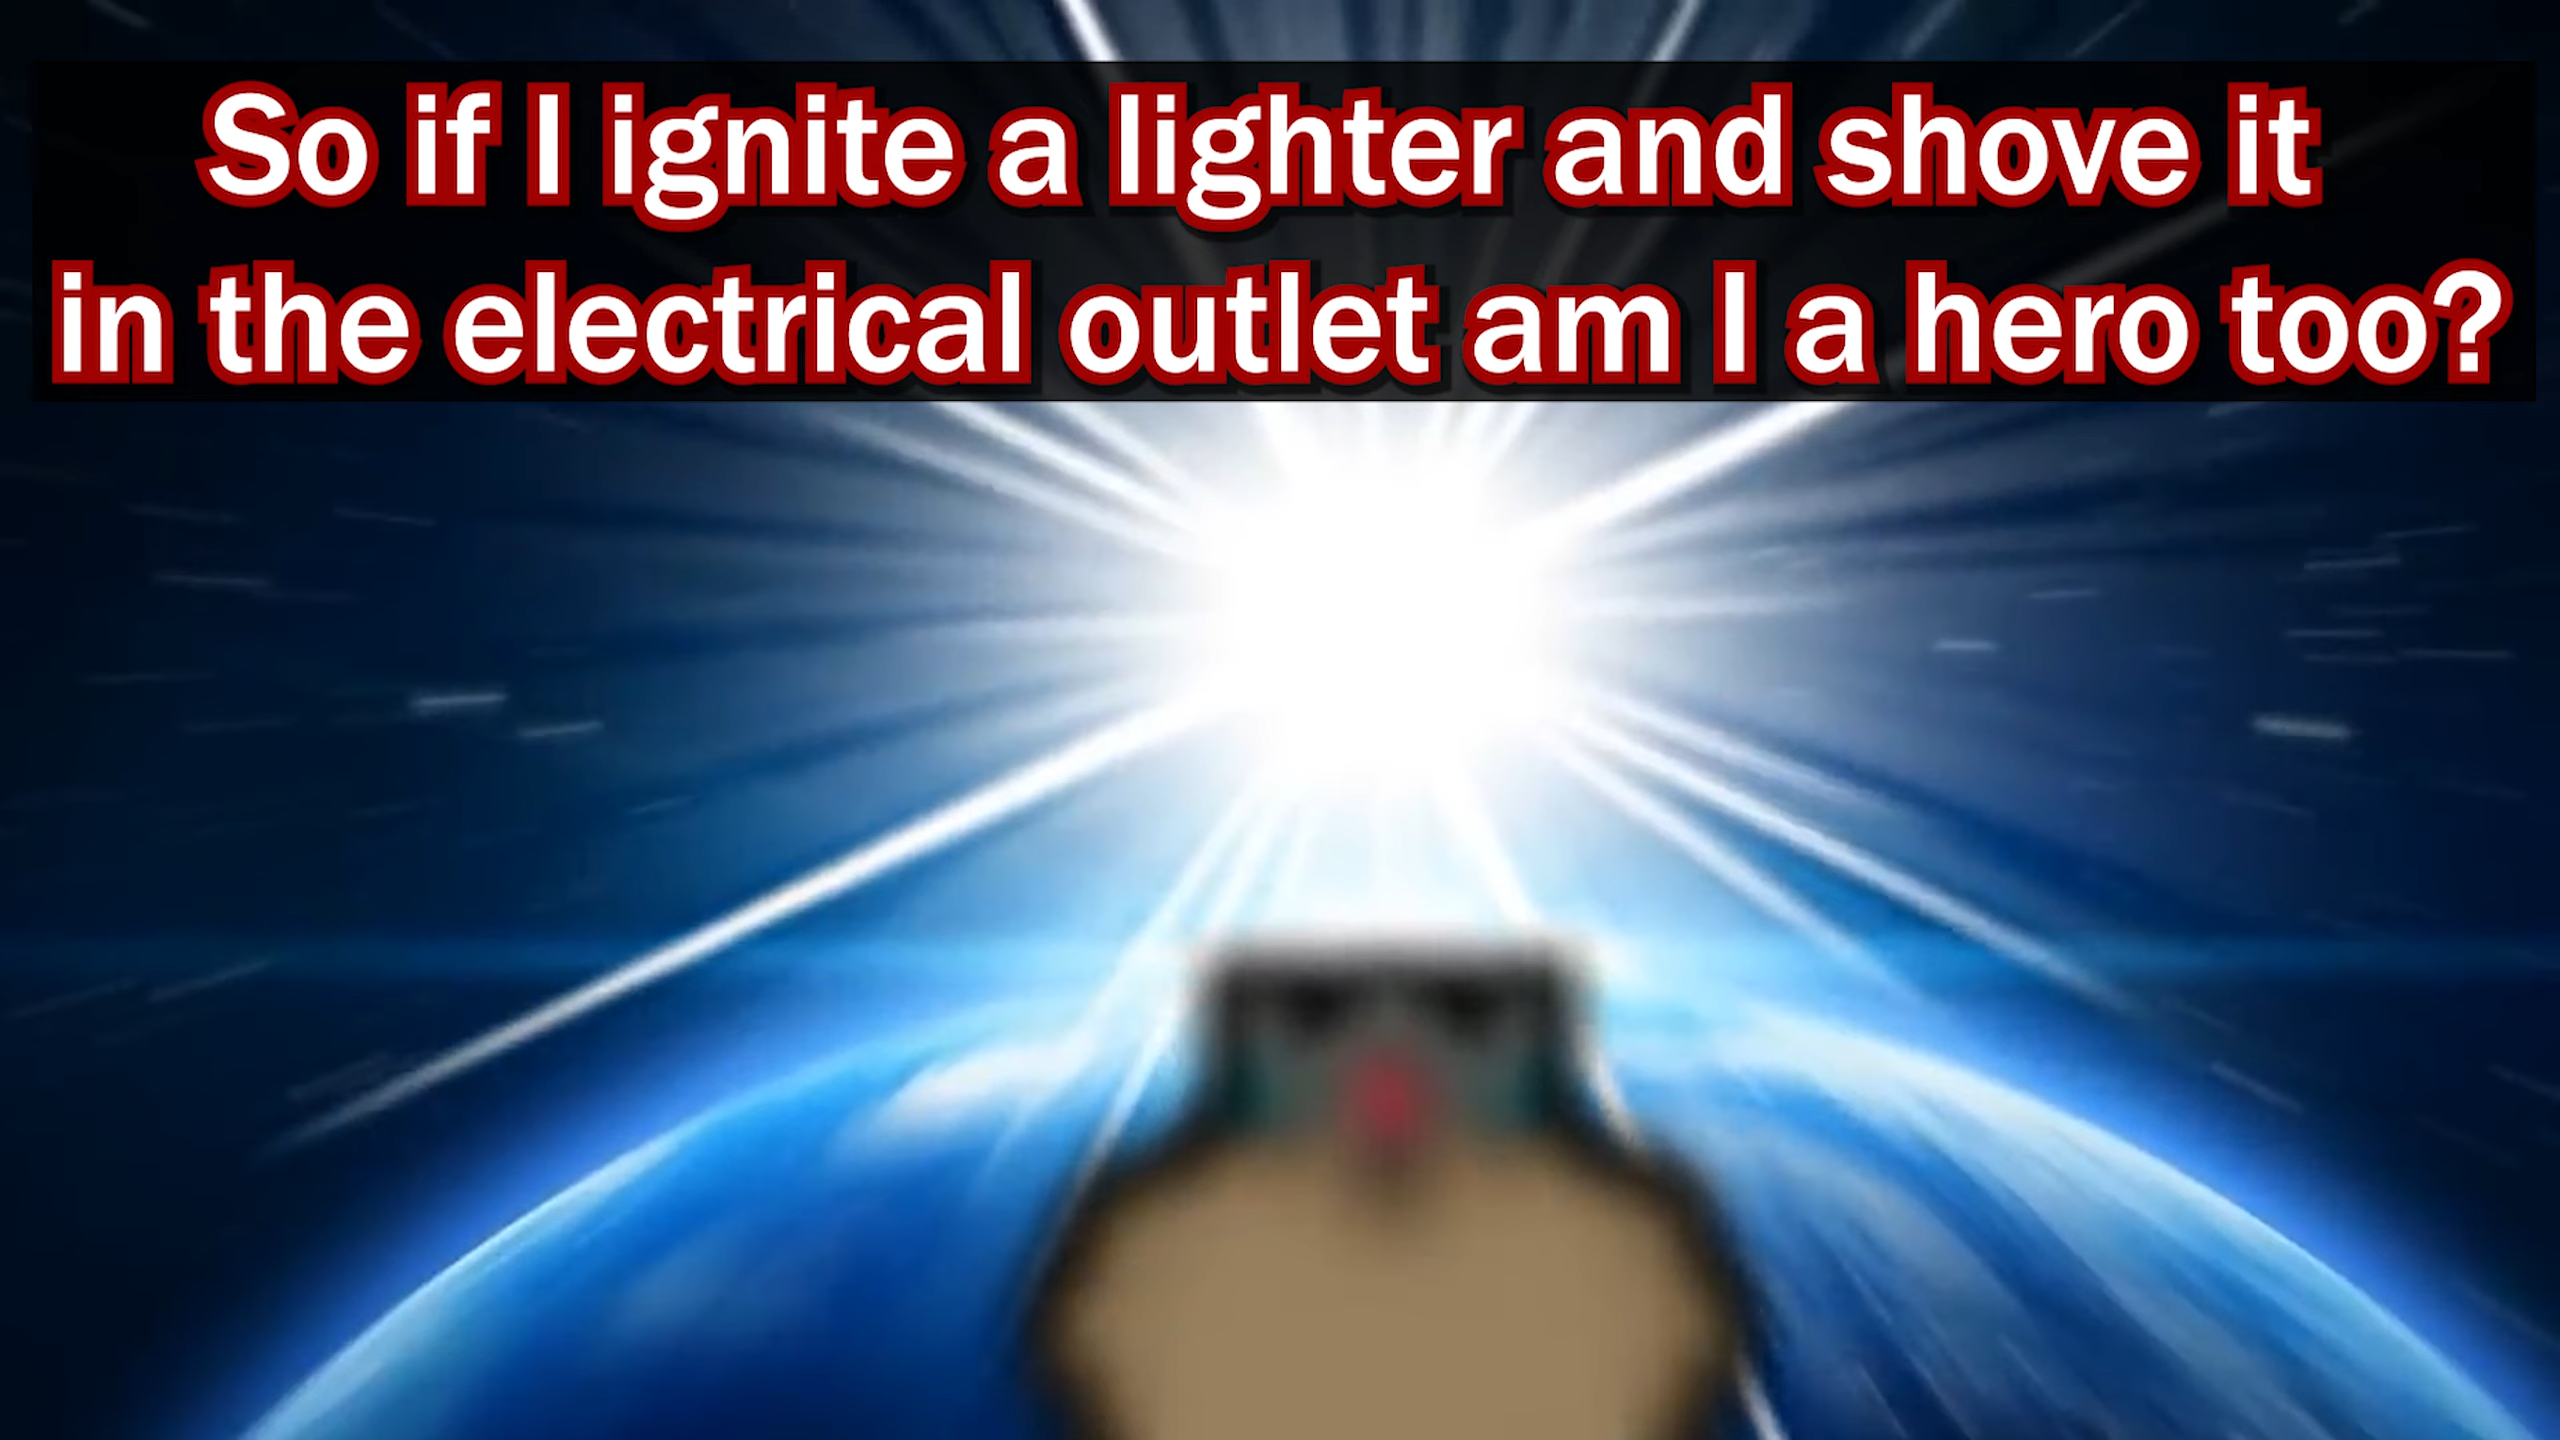 So if I ignite a lighter and shove it
in the electrical outlet am I a hero too?